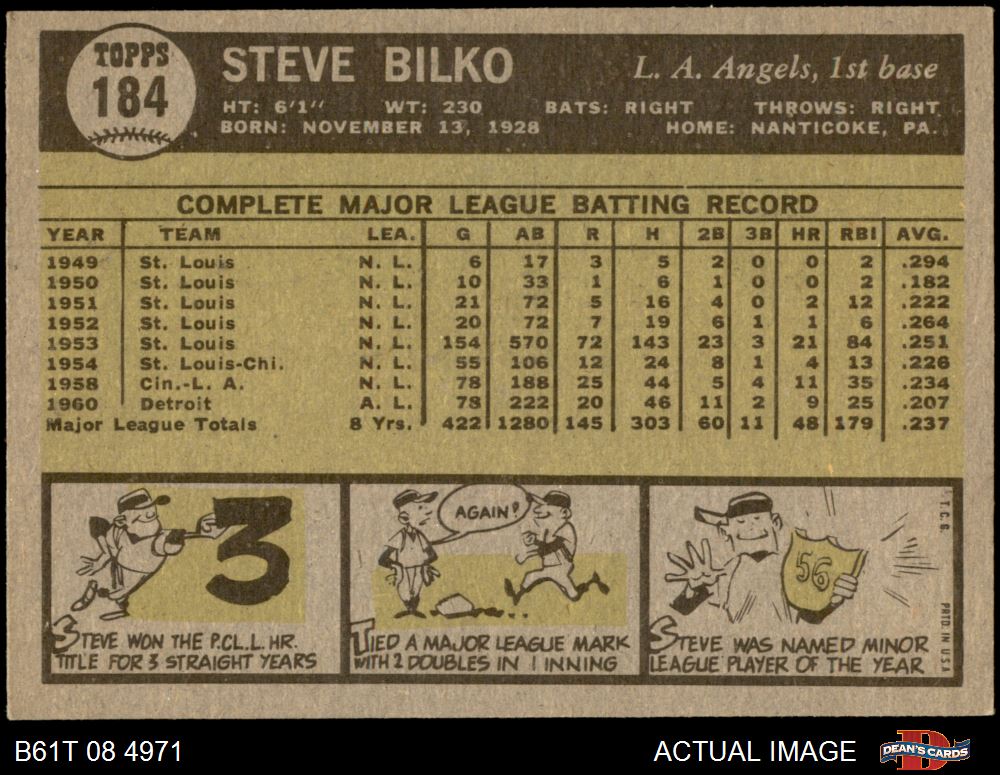 TOPPS
184
STEVE BILKO
L. A. Angels, 1st base
HT: 6'1" WT: 230 BATS: RIGHT THROWS: RIGHT
BORN: NOVEMBER 13, 1928 HOME: NANTICOKE, PA.
COMPLETE MAJOR LEAGUE BATTING RECORD
YEAR TEAM LEA. G AB R H 2B 3B HR RBI AVG.
1949 St. Louis N. L. 6 17 3 5 2 0 0 2 .294
1950 St. Louis N. L. 10 33 1 6 1 0 0 2 .182
1951 St. Louis N. L. 21 72 5 16 4 0 2 12 .222
1952 St. Louis N. L. 20 72 7 19 6 1 1 6 .264
1953 St. Louis N. L. 154 570 72 143 23 3 21 84 .251
1954 St. Louis-Chi. N. L. 55 106 12 24 8 1 4 13 .226
1958 Cin.-L. A. N. L. 78 188 25 44 5 4 11 35 .234
1960 Detroit A. L. 78 222 20 46 11 2 9 25 .207
Major League Totals 8 Yrs. 422 1280 145 303 60 11 48 179 .237
3
STEVE WON THE P.C.L. HR.
TITLE FOR 3 STRAIGHT YEARS
AGAIN?
TIED A MAJOR LEAGUE MARK
WITH 2 DOUBLES IN 1 INNING
56
STEVE WAS NAMED MINOR
LEAGUE PLAYER OF THE YEAR
T.C.G.
PRTD. IN U.S.A.
B61T 08 4971
ACTUAL IMAGE
D
DEAN'S CARDS